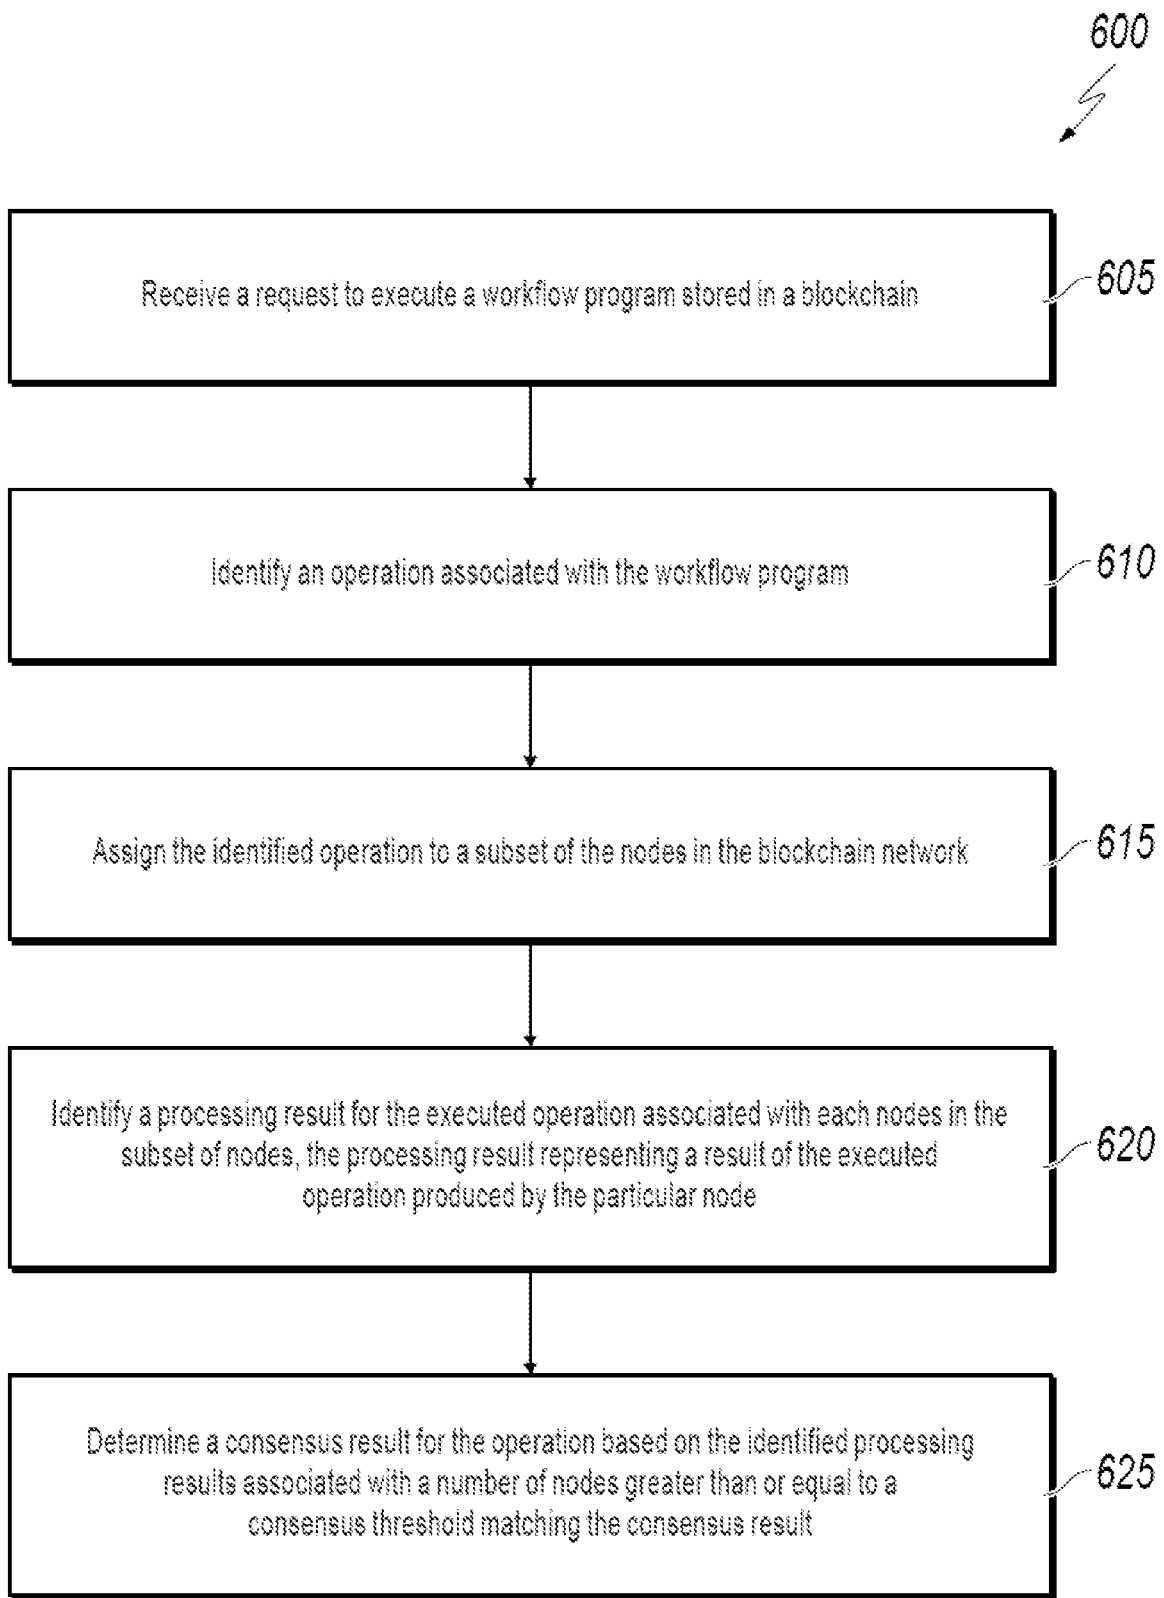 600
Receive a request to execute a workflow program stored in a blockchain
605
Identify an operation associated with the workflow program
610
Assign the identified operation to a subset of the nodes in the blockchain network
615
Identify a processing result for the executed operation associated with each nodes in the
subset of nodes, the processing result representing a result of the executed
operation produced by the particular node
620
Determine a consensus result for the operation based on the identified processing
results associated with a number of nodes greater than or equal to a
consensus threshold matching the consensus result
625